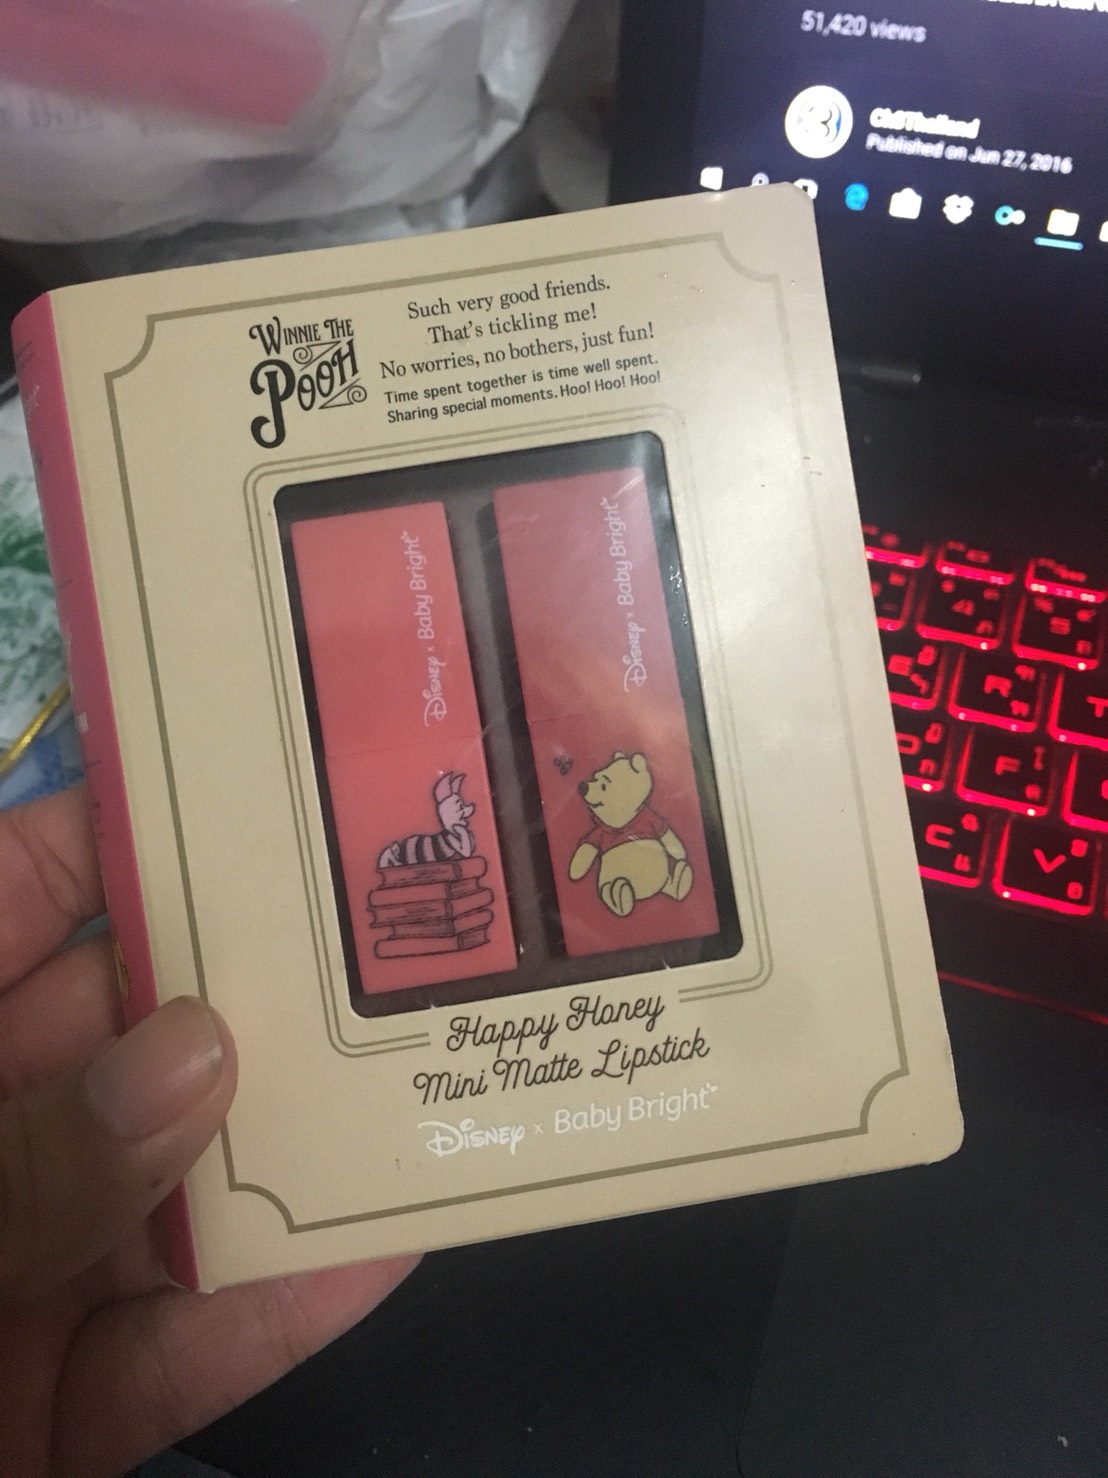 51,420 views
Ch3Thailand
Published on Jun 27, 2016
WINNIE THE
POOH
Such very good friends.
That's tickling me!
No worries, no bothers, just fun!
Time spent together is time well spent.
Sharing special moments. Hoo! Hoo! Hoo!
Disney x Baby Bright
Disney x Baby Bright
Happy Honey
Mini Matte Lipstick
Disney x Baby Bright
R
F
C
V